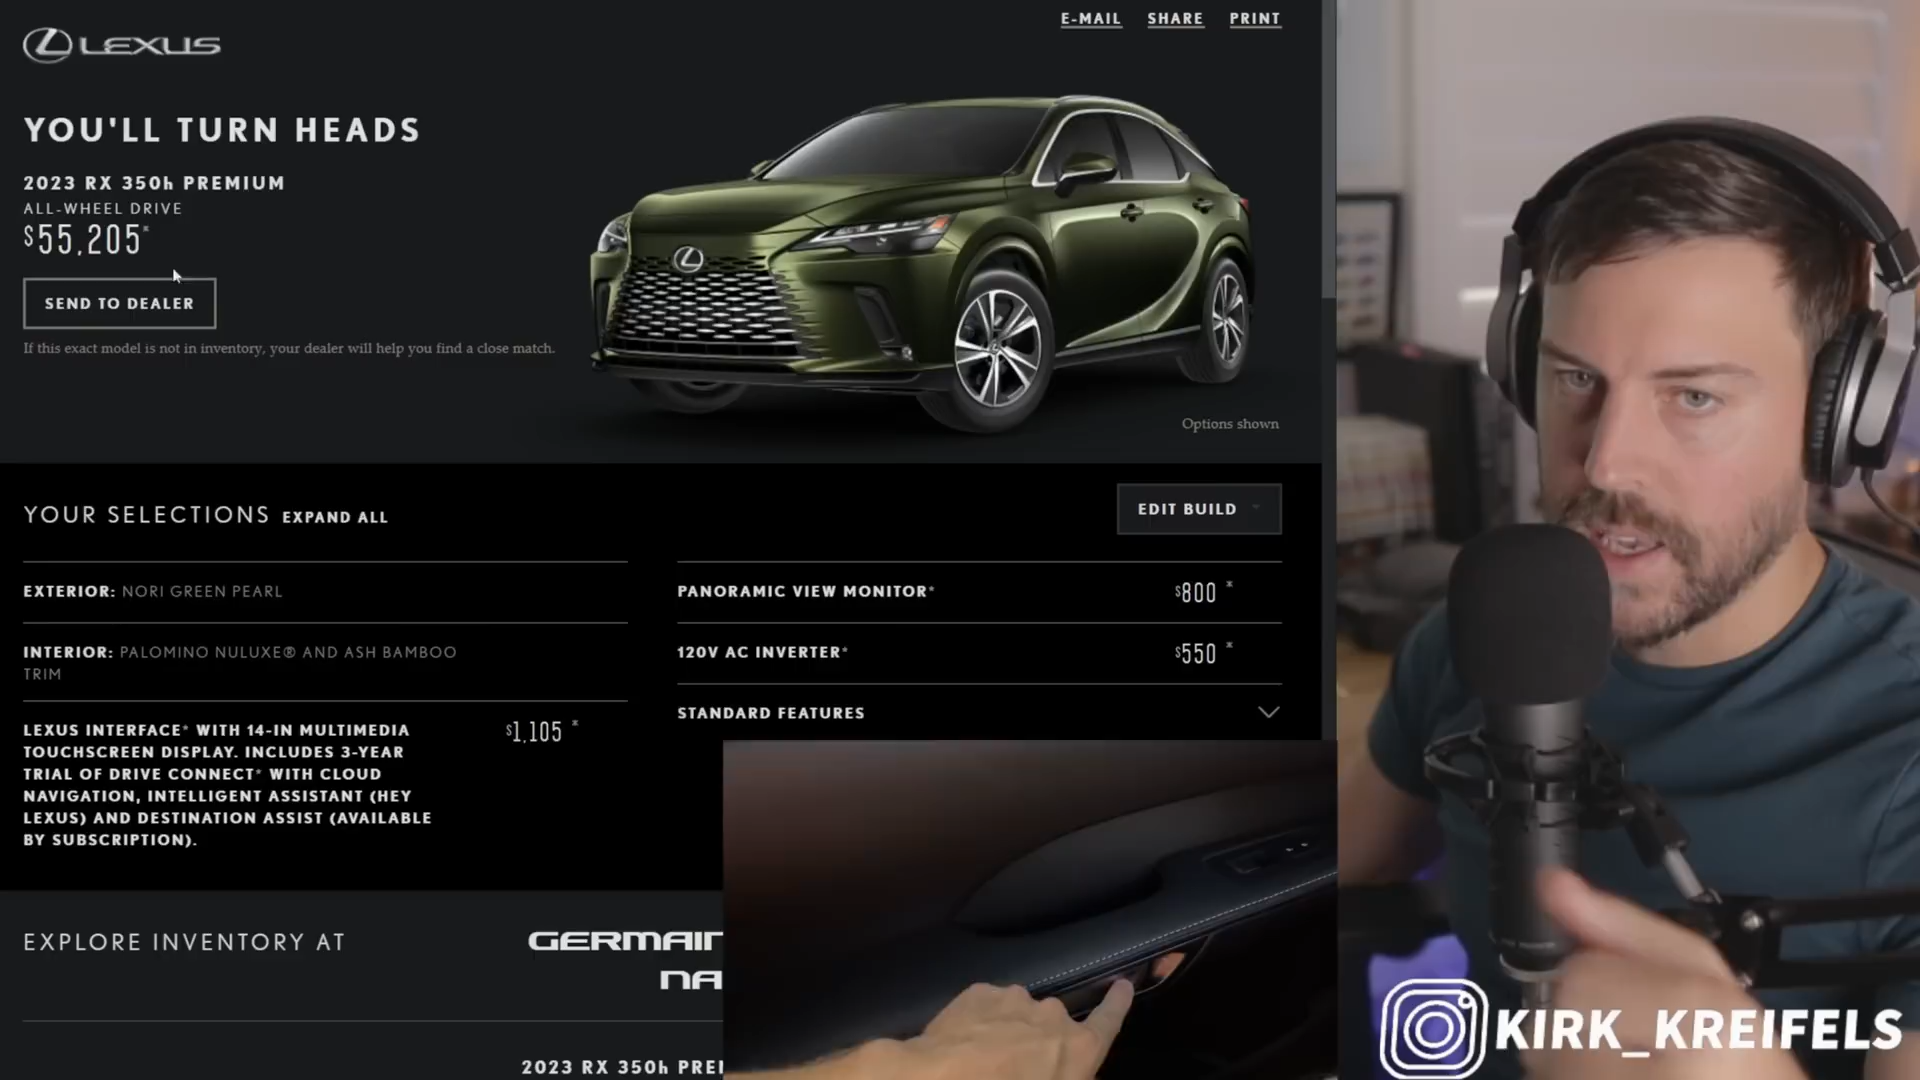 LEXUS
E-MAIL SHARE PRINT
YOU'LL TURN HEADS
2023 RX 350h PREMIUM
ALL-WHEEL DRIVE
$55,205*
SEND TO DEALER
If this exact model is not in inventory, your dealer will help you find a close match.
Options shown
YOUR SELECTIONS EXPAND ALL
EDIT BUILD
EXTERIOR: NORI GREEN PEARL
INTERIOR: PALOMINO NULUXE® AND ASH BAMBOO
TRIM
LEXUS INTERFACE* WITH 14-IN MULTIMEDIA
TOUCHSCREEN DISPLAY. INCLUDES 3-YEAR
TRIAL OF DRIVE CONNECT* WITH CLOUD
NAVIGATION, INTELLIGENT ASSISTANT (HEY
LEXUS) AND DESTINATION ASSIST (AVAILABLE
BY SUBSCRIPTION).
$1,105 *
PANORAMIC VIEW MONITOR* $800 *
120V AC INVERTER* $550 *
STANDARD FEATURES
EXPLORE INVENTORY AT
GERMAIN
NA
2023 RX 350h PRE
KIRK_KREIFELS